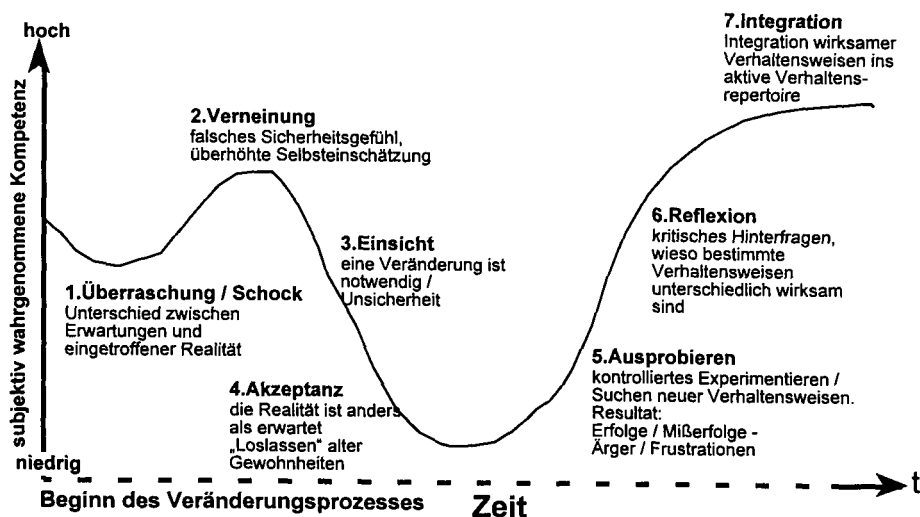 hoch
subjektiv wahrgenommene Kompetenz
niedrig
1.Überraschung / Schock
Unterschied zwischen
Erwartungen und
eingetroffener Realität
2.Verneinung
falsches Sicherheitsgefühl,
überhöhte Selbsteinschätzung
3.Einsicht
eine Veränderung ist
notwendig /
Unsicherheit
4.Akzeptanz
die Realität ist anders
als erwartet
„Loslassen“ alter
Gewohnheiten
5.Ausprobieren
kontrolliertes Experimentieren /
Suchen neuer Verhaltensweisen.
Resultat:
Erfolge / Mißerfolge -
Ärger / Frustrationen
6.Reflexion
kritisches Hinterfragen,
wieso bestimmte
Verhaltensweisen
unterschiedlich wirksam
sind
7.Integration
Integration wirksamer
Verhaltensweisen ins
aktive Verhaltens-
repertoire
Beginn des Veränderungsprozesses
Zeit
t